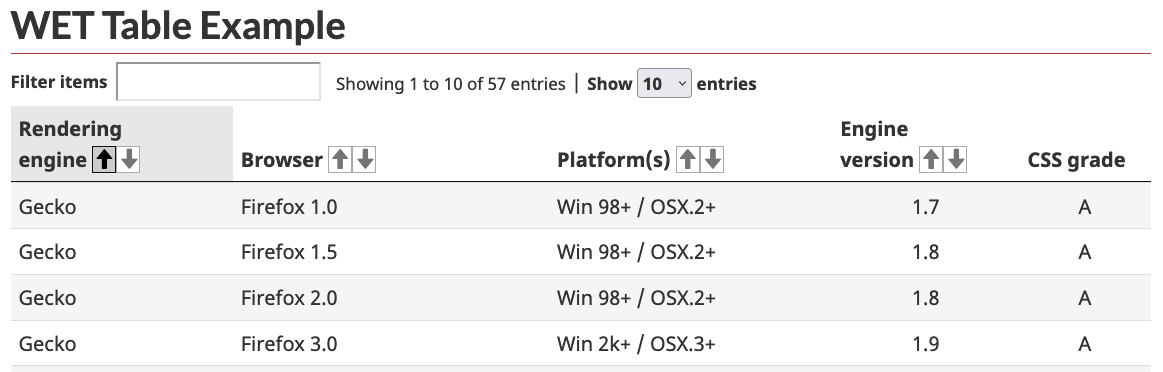 WET Table Example
Filter items Showing 1 to 10 of 57 entries | Show 10 entries
Rendering engine Browser Platform(s) Engine version CSS grade
Gecko Firefox 1.0 Win 98+ / OSX.2+ 1.7 A
Gecko Firefox 1.5 Win 98+ / OSX.2+ 1.8 A
Gecko Firefox 2.0 Win 98+ / OSX.2+ 1.8 A
Gecko Firefox 3.0 Win 2k+ / OSX.3+ 1.9 A